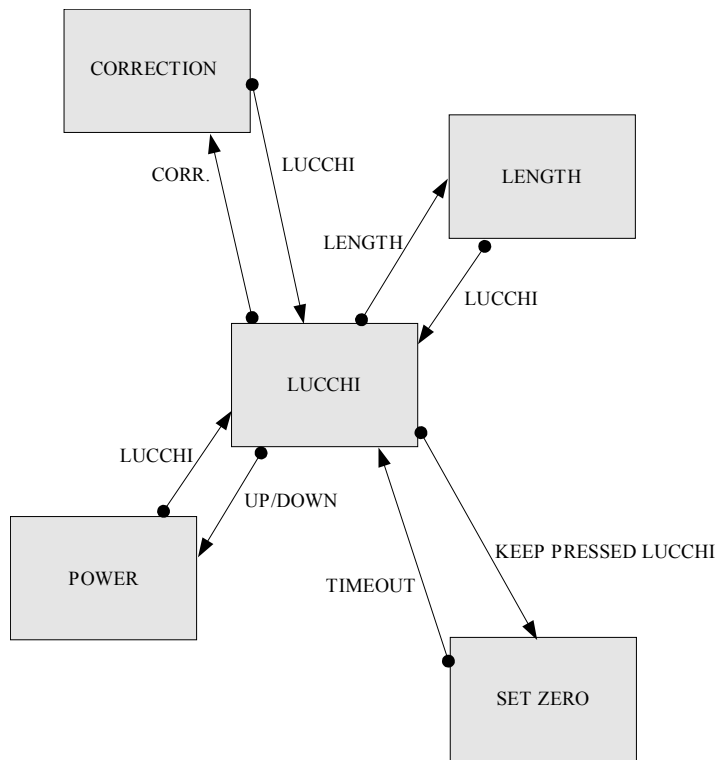 CORRECTION
LUCCHI
CORR.
LENGTH
LENGTH
LUCCHI
LUCCHI
LUCCHI
UP/DOWN
POWER
KEEP PRESSED LUCCHI
TIMEOUT
SET ZERO